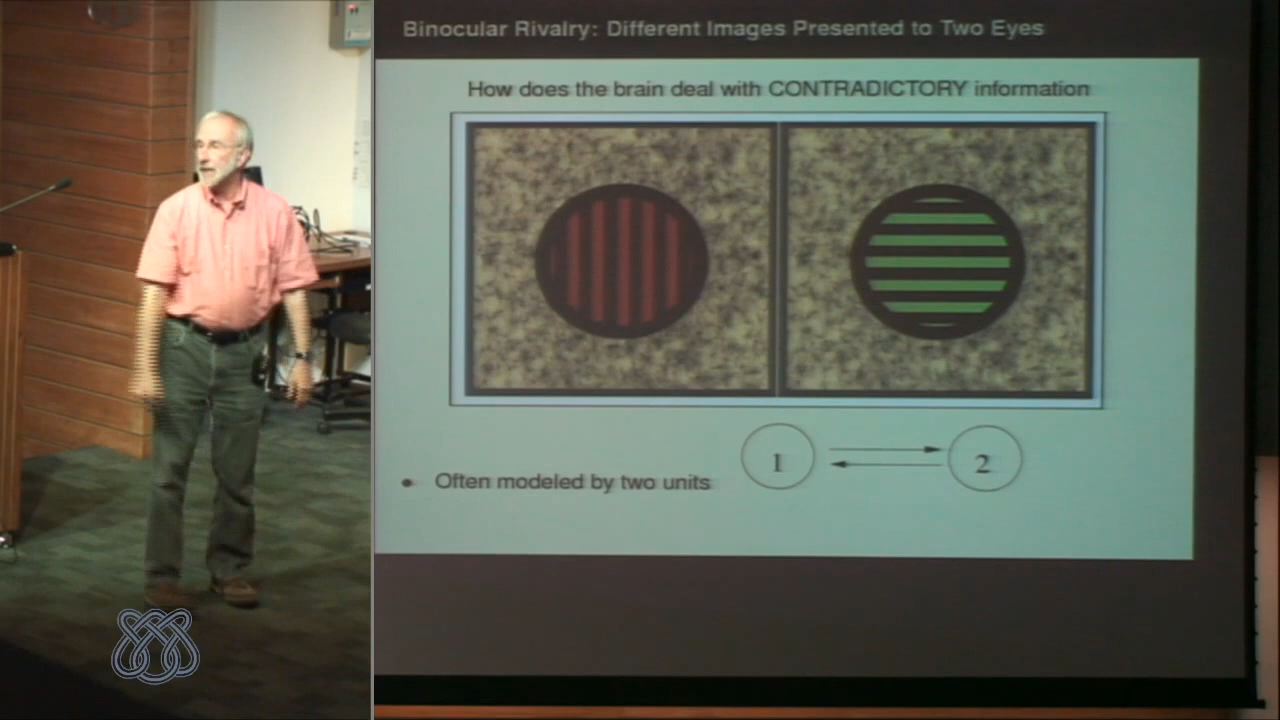 Binocular Rivalry: Different Images Presented to Two Eyes
How does the brain deal with CONTRADICTORY information
1
2
• Often modeled by two units